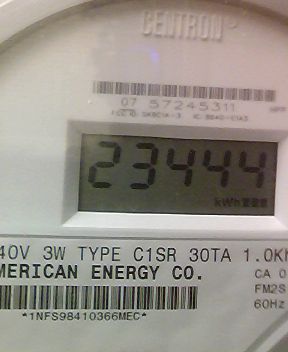 CENTRON
07 57245311
23444
kWh
40V 3W TYPE C1SR 30TA 1.0K
MERICAN ENERGY CO.
CA 0
FM2S
60Hz
*1NFS98410366MEC*